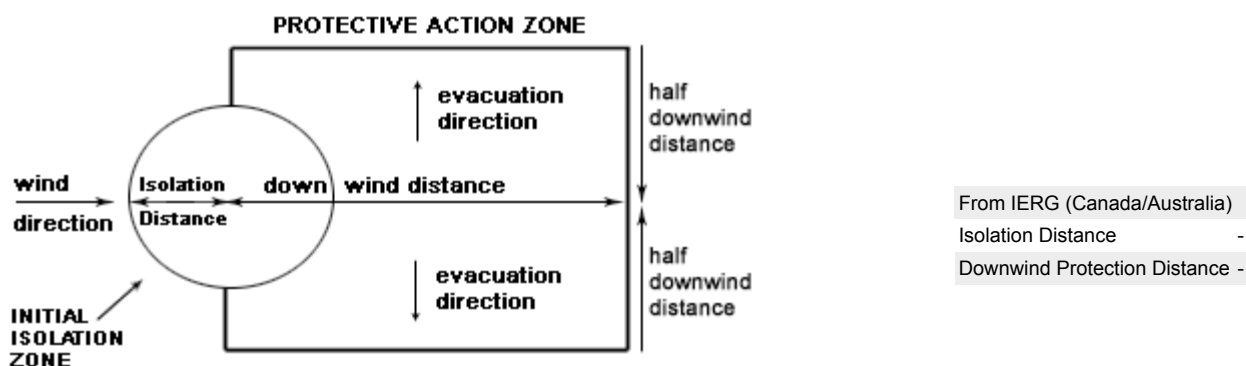 PROTECTIVE ACTION ZONE
evacuation
direction
half
downwind
distance
wind
direction
Isolation
Distance
down wind distance
evacuation
direction
half
downwind
distance
INITIAL
ISOLATION
ZONE
From IERG (Canada/Australia)
Isolation Distance -
Downwind Protection Distance -